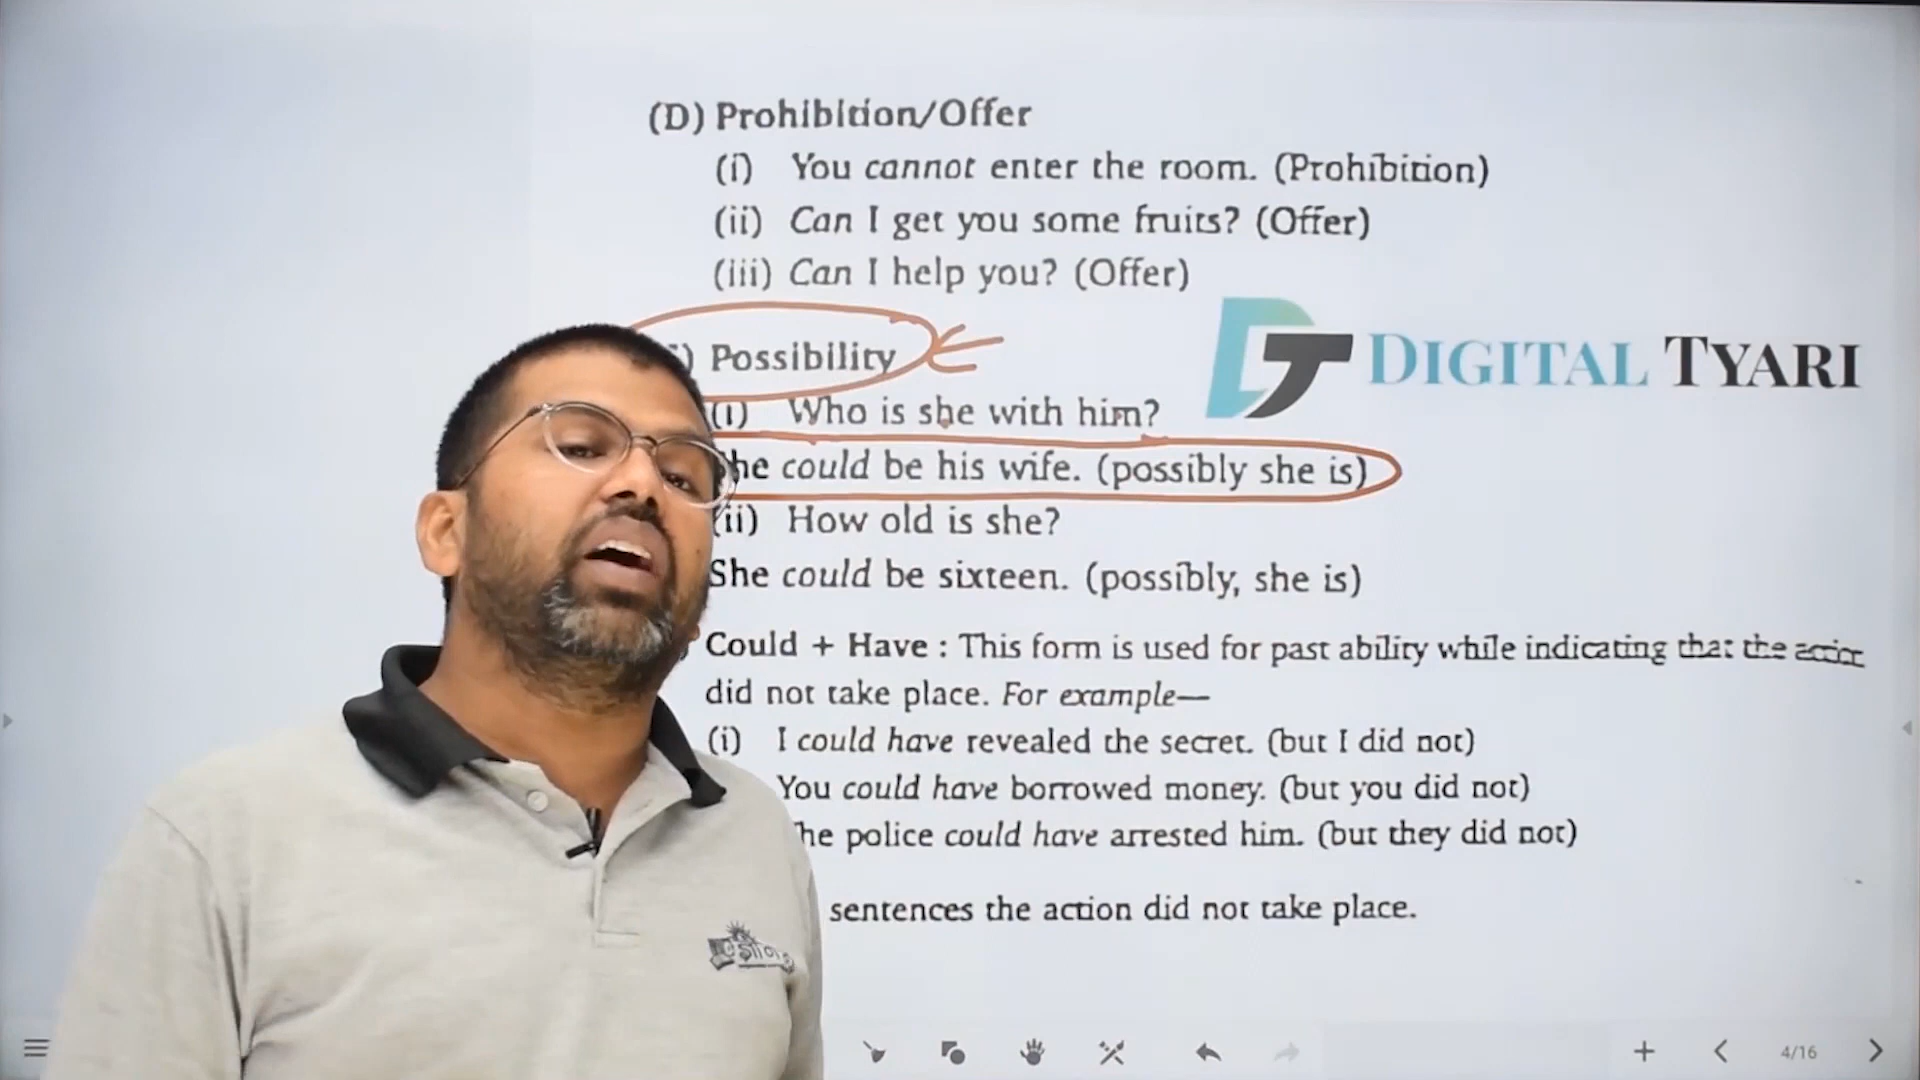 (D) Prohibition/Offer
(i) You cannot enter the room. (Prohibition)
(ii) Can I get you some fruits? (Offer)
(iii) Can I help you? (Offer)
) Possibility
DIGITAL TYARI
(i) Who is she with him?
he could be his wife. (possibly she is)
(ii) How old is she?
She could be sixteen. (possibly, she is)
Could + Have : This form is used for past ability while indicating that the action
did not take place. For example—
(i) I could have revealed the secret. (but I did not)
You could have borrowed money. (but you did not)
he police could have arrested him. (but they did not)
sentences the action did not take place.
4/16